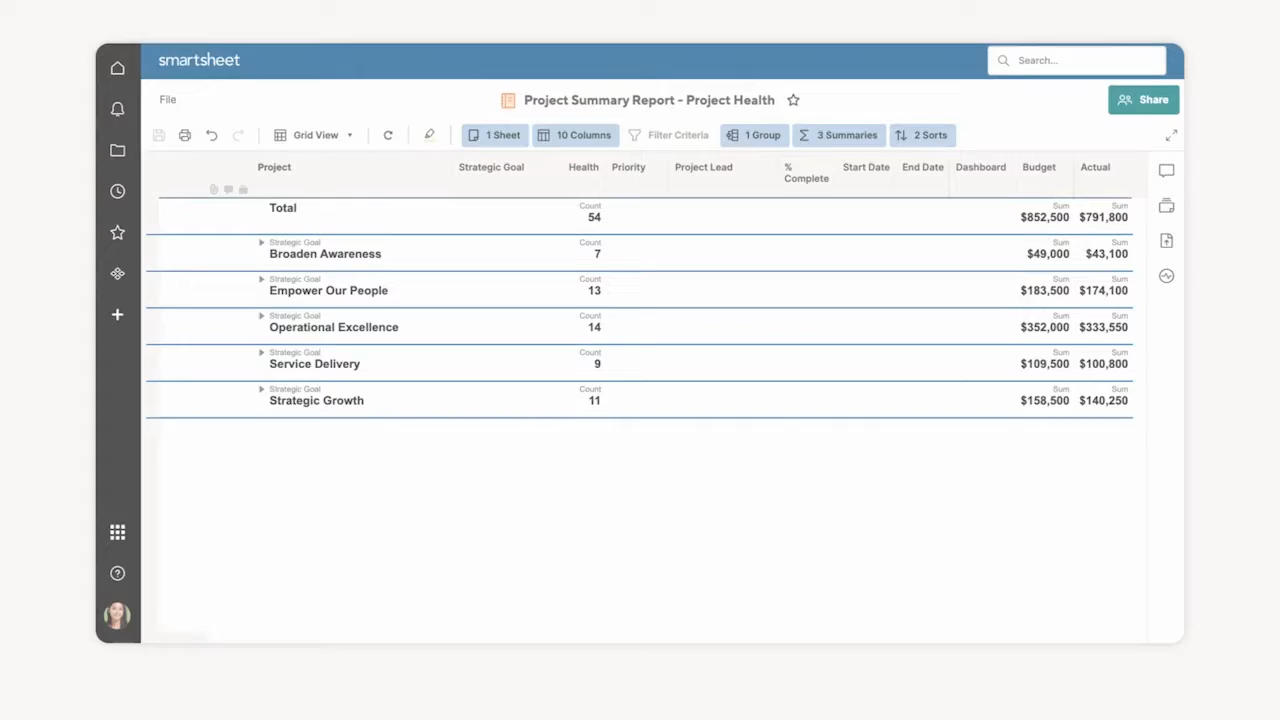 smartsheet
Search...
File
Project Summary Report - Project Health
Share
Grid View
1 Sheet
10 Columns
Filter Criteria
1 Group
3 Summaries
2 Sorts
Project Strategic Goal Health Priority Project Lead % Complete Start Date End Date Dashboard Budget Actual
Count Sum Sum
Total 54 $852,500 $791,800
Strategic Goal Count Sum Sum
Broaden Awareness 7 $49,000 $43,100
Strategic Goal Count Sum Sum
Empower Our People 13 $183,500 $174,100
Strategic Goal Count Sum Sum
Operational Excellence 14 $352,000 $333,550
Strategic Goal Count Sum Sum
Service Delivery 9 $109,500 $100,800
Strategic Goal Count Sum Sum
Strategic Growth 11 $158,500 $140,250